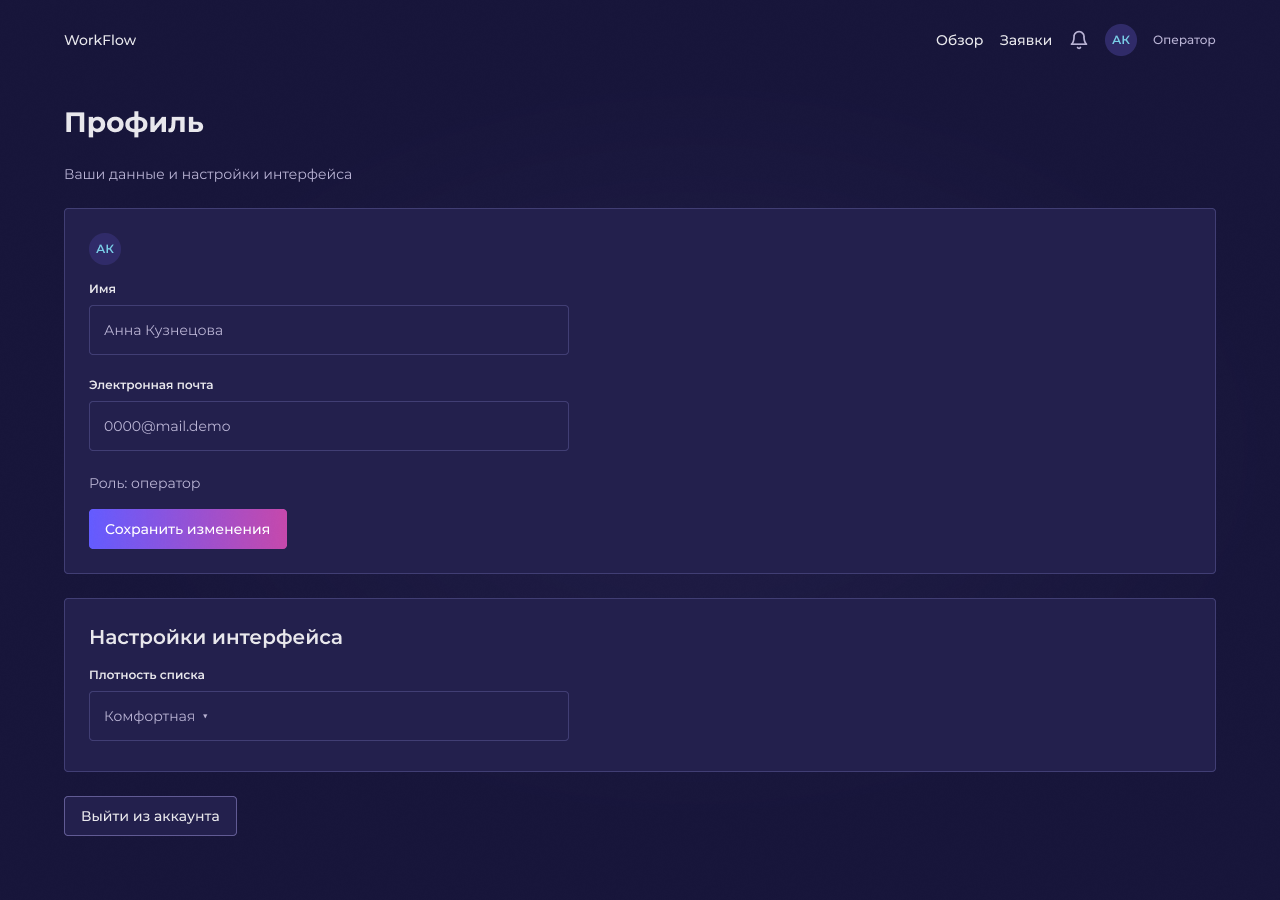 WorkFlow
Обзор Заявки АК Оператор
Профиль
Ваши данные и настройки интерфейса
АК
Имя
Анна Кузнецова
Электронная почта
0000@mail.demo
Роль: оператор
Сохранить изменения
Настройки интерфейса
Плотность списка
Комфортная ▾
Выйти из аккаунта